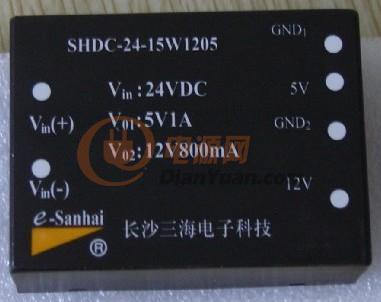 SHDC-24-15W1205
GND1
Vin:24VDC
5V
Vin(+)
V01:5V1A
GND2
V02:12V800mA
Vin(-)
12V
e-Sanhai
®
长沙三海电子科技
电源网
DianYuan.com